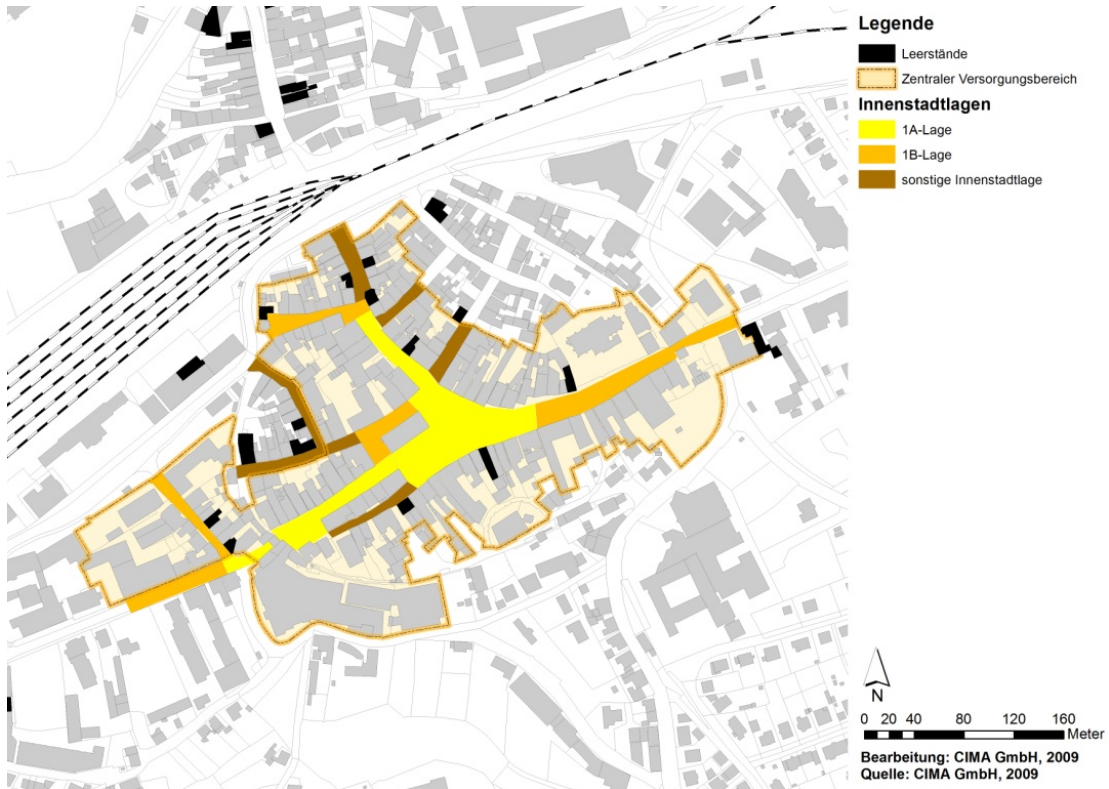 Legende
Leerstände
Zentraler Versorgungsbereich
Innenstadtlagen
1A-Lage
1B-Lage
sonstige Innenstadtlage
N
0 20 40 80 120 160
Meter
Bearbeitung: CIMA GmbH, 2009
Quelle: CIMA GmbH, 2009